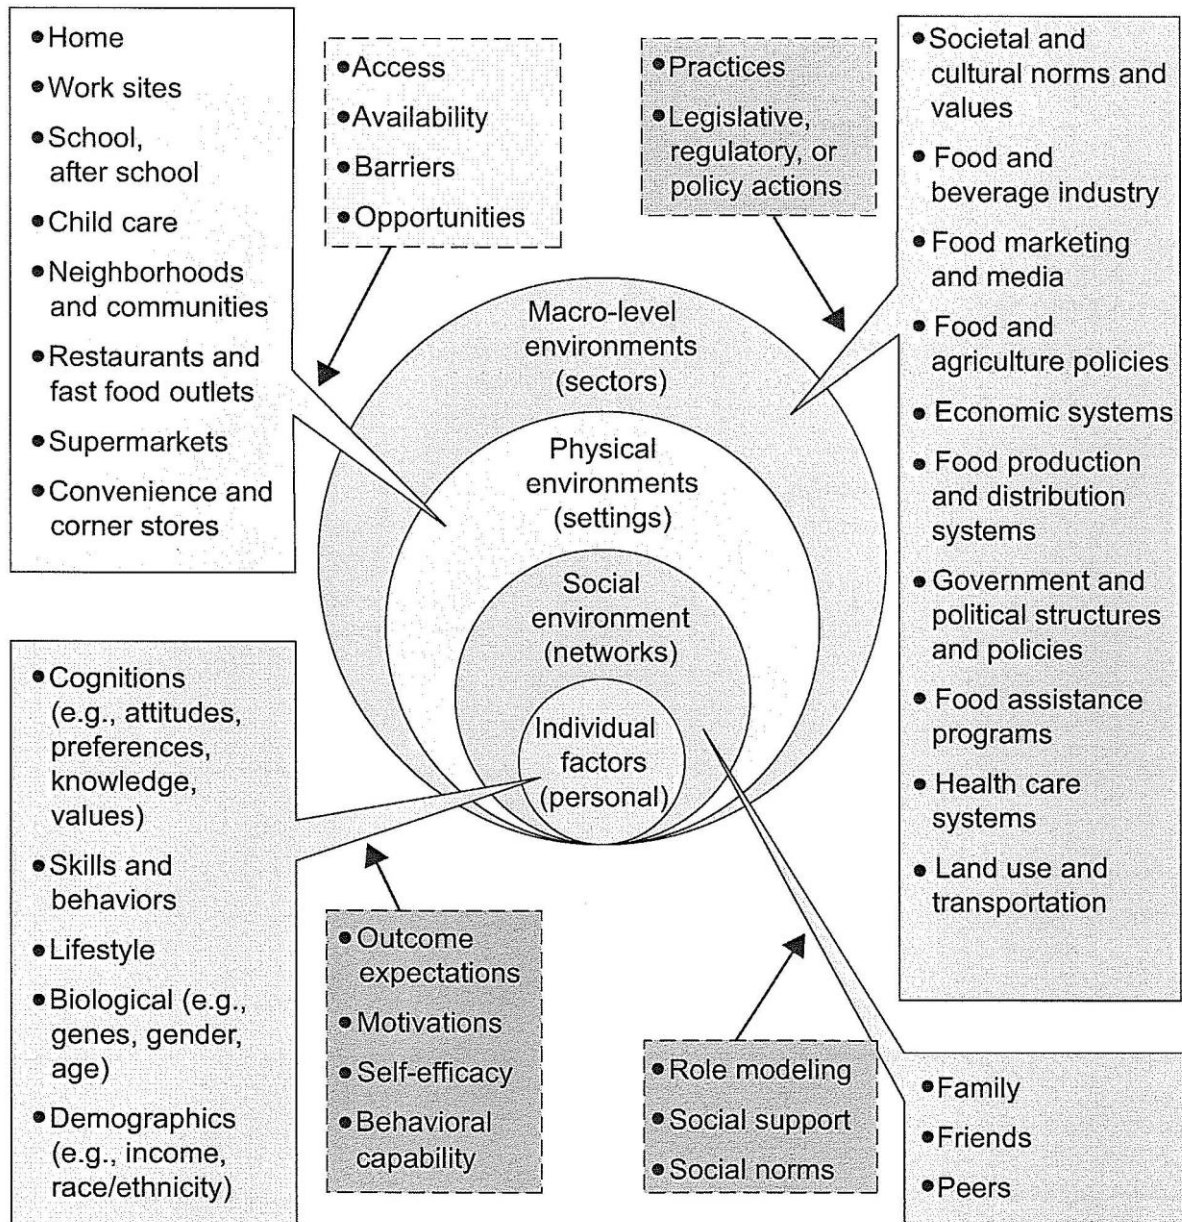 • Home
• Work sites
• School,
after school
• Child care
• Neighborhoods
and communities
• Restaurants and
fast food outlets
• Supermarkets
• Convenience and
corner stores
• Access
• Availability
• Barriers
• Opportunities
• Practices
• Legislative,
regulatory, or
policy actions
• Societal and
cultural norms and
values
• Food and
beverage industry
• Food marketing
and media
• Food and
agriculture policies
• Economic systems
• Food production
and distribution
systems
• Government and
political structures
and policies
• Food assistance
programs
• Health care
systems
• Land use and
transportation
Macro-level
environments
(sectors)
Physical
environments
(settings)
Social
environment
(networks)
Individual
factors
(personal)
• Cognitions
(e.g., attitudes,
preferences,
knowledge,
values)
• Skills and
behaviors
• Lifestyle
• Biological (e.g.,
genes, gender,
age)
• Demographics
(e.g., income,
race/ethnicity)
• Outcome
expectations
• Motivations
• Self-efficacy
• Behavioral
capability
• Role modeling
• Social support
• Social norms
• Family
• Friends
• Peers